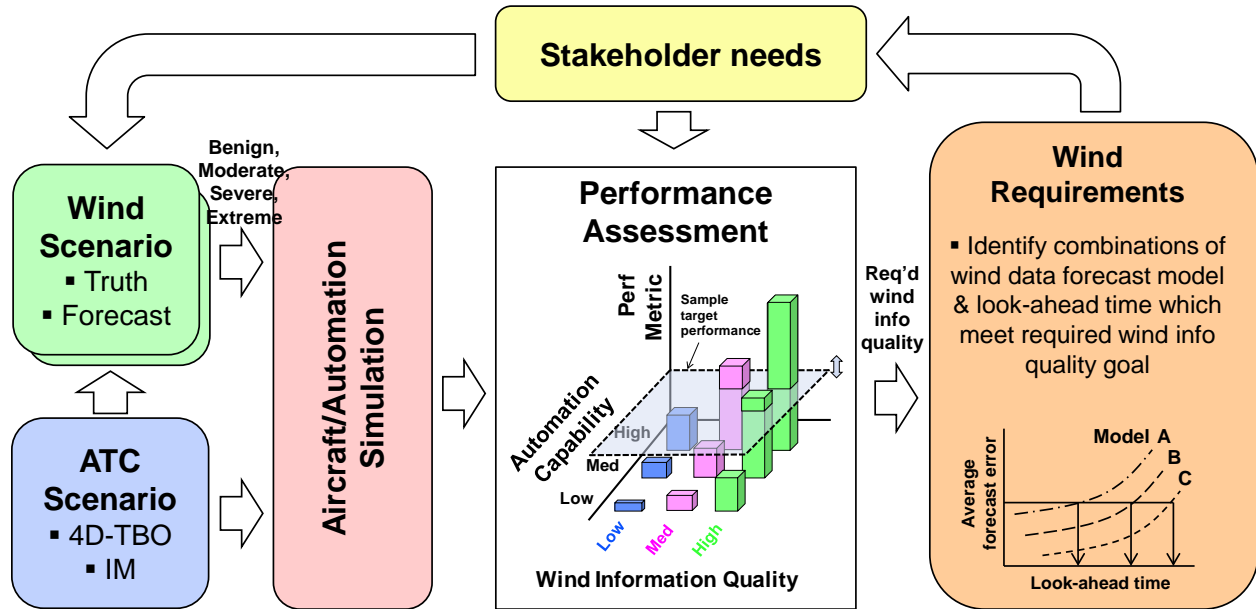 Stakeholder needs
Benign,
Moderate,
Severe,
Extreme
Wind
Scenario
▪ Truth
▪ Forecast
ATC
Scenario
▪ 4D-TBO
▪ IM
Aircraft/Automation
Simulation
Performance
Assessment
Perf
Metric
Sample
target
performance
Automation
Capability
High
Med
Low
Low
Med
High
Wind Information Quality
Req'd
wind
info
quality
Wind
Requirements
▪ Identify combinations of
wind data forecast model
& look-ahead time which
meet required wind info
quality goal
Average
forecast error
Model A
B
C
Look-ahead time